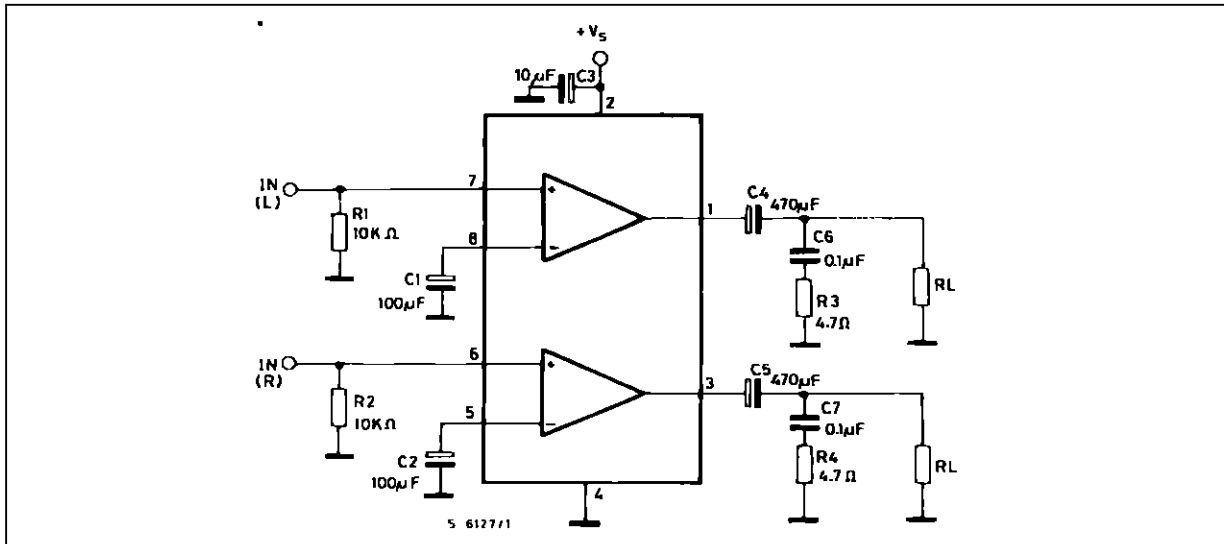 +Vs
10µF
C3
2
IN
(L)
7
R1
10KΩ
8
C1
100µF
1
C4
470µF
C6
0.1µF
R3
4.7Ω
RL
IN
(R)
6
R2
10KΩ
5
C2
100µF
3
C5
470µF
C7
0.1µF
R4
4.7Ω
RL
4
S 6127/1